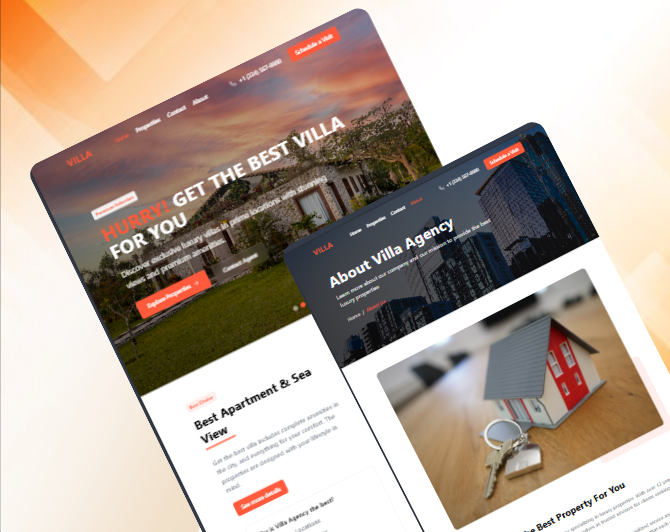 VILLA
Home Properties Contact About
+1 (234) 567-8900
Schedule a Visit
Premium Selection
HURRY! GET THE BEST VILLA
FOR YOU
Discover exclusive luxury villas in prime locations with stunning
views and premium amenities.
Explore Properties →
Contact Agent
Best Choice
Best Apartment & Sea
View
Get the best villa includes complete amenities in
the city, and everything for your comfort. The
properties are designed with your lifestyle in
mind.
See more details
is Villa Agency the best?
Locations
VILLA
Home Properties Contact About
+1 (234) 567-8900
Schedule a Visit
About Villa Agency
Learn more about our company and our mission to provide the best
luxury properties
Home / About Us
Best Property For You